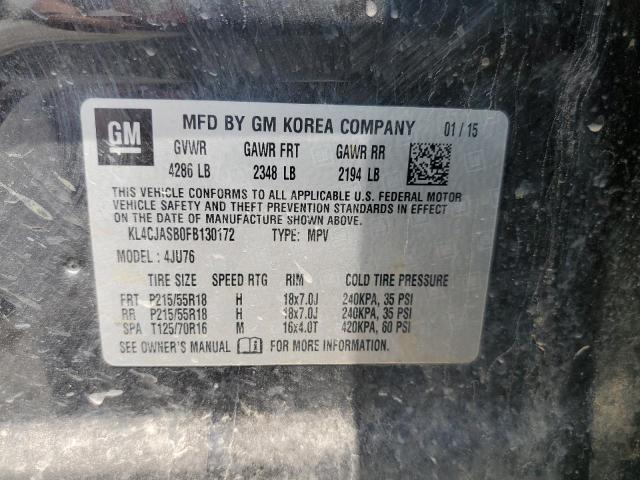 GM
MFD BY GM KOREA COMPANY 01 / 15
GVWR GAWR FRT GAWR RR
4286 LB 2348 LB 2194 LB
THIS VEHICLE CONFORMS TO ALL APPLICABLE U.S. FEDERAL MOTOR
VEHICLE SAFETY AND THEFT PREVENTION STANDARDS IN EFFECT
ON THE DATE OF MANUFACTURE SHOWN ABOVE.
KL4CJASB0FB130172 TYPE: MPV
MODEL: 4JU76
TIRE SIZE SPEED RTG RIM COLD TIRE PRESSURE
FRT P215/55R18 H 18x7.0J 240KPA, 35 PSI
RR P215/55R18 H 18x7.0J 240KPA, 35 PSI
SPA T125/70R16 M 16x4.0T 420KPA, 60 PSI
SEE OWNER'S MANUAL FOR MORE INFORMATION.